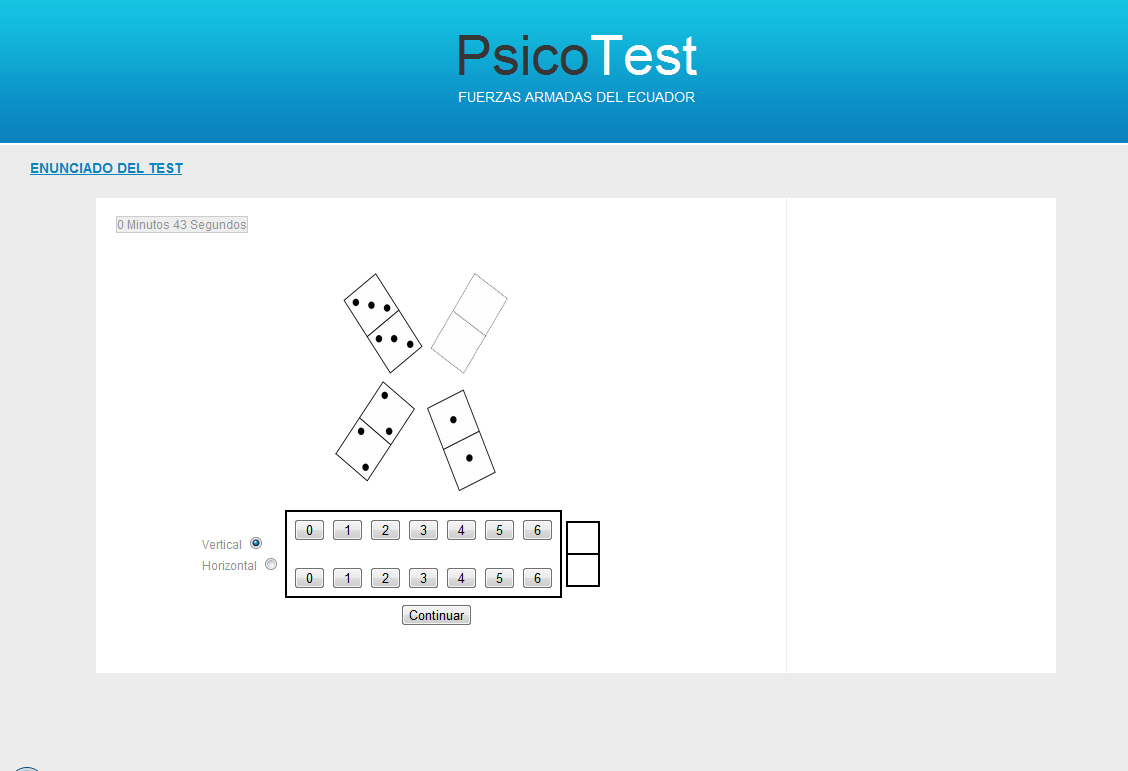 PsicoTest
FUERZAS ARMADAS DEL ECUADOR
ENUNCIADO DEL TEST
0 Minutos 43 Segundos
0 1 2 3 4 5 6
Vertical
Horizontal
0 1 2 3 4 5 6
Continuar